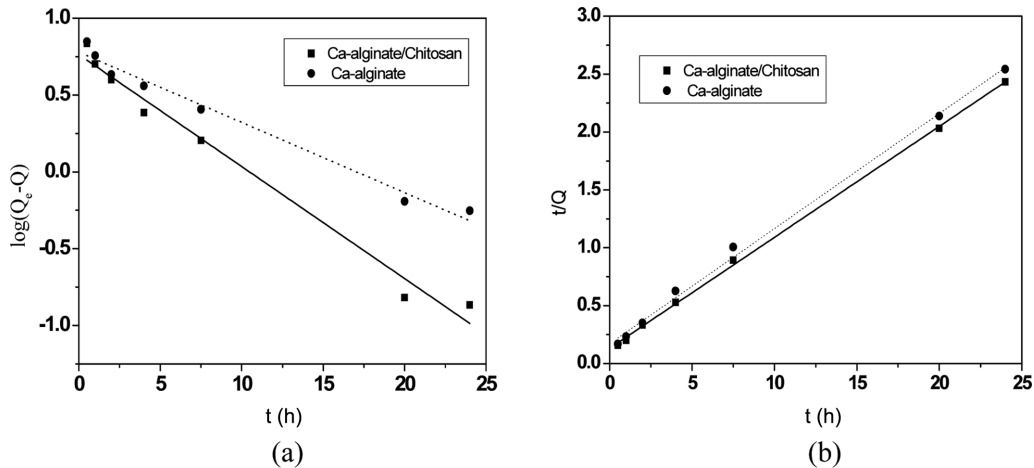 1.0
0.5
0.0
-0.5
-1.0
log(Qe-Q)
Ca-alginate/Chitosan
Ca-alginate
0 5 10 15 20 25
t (h)
(a)
3.0
2.5
2.0
1.5
1.0
0.5
0.0
t/Q
Ca-alginate/Chitosan
Ca-alginate
0 5 10 15 20 25
t (h)
(b)